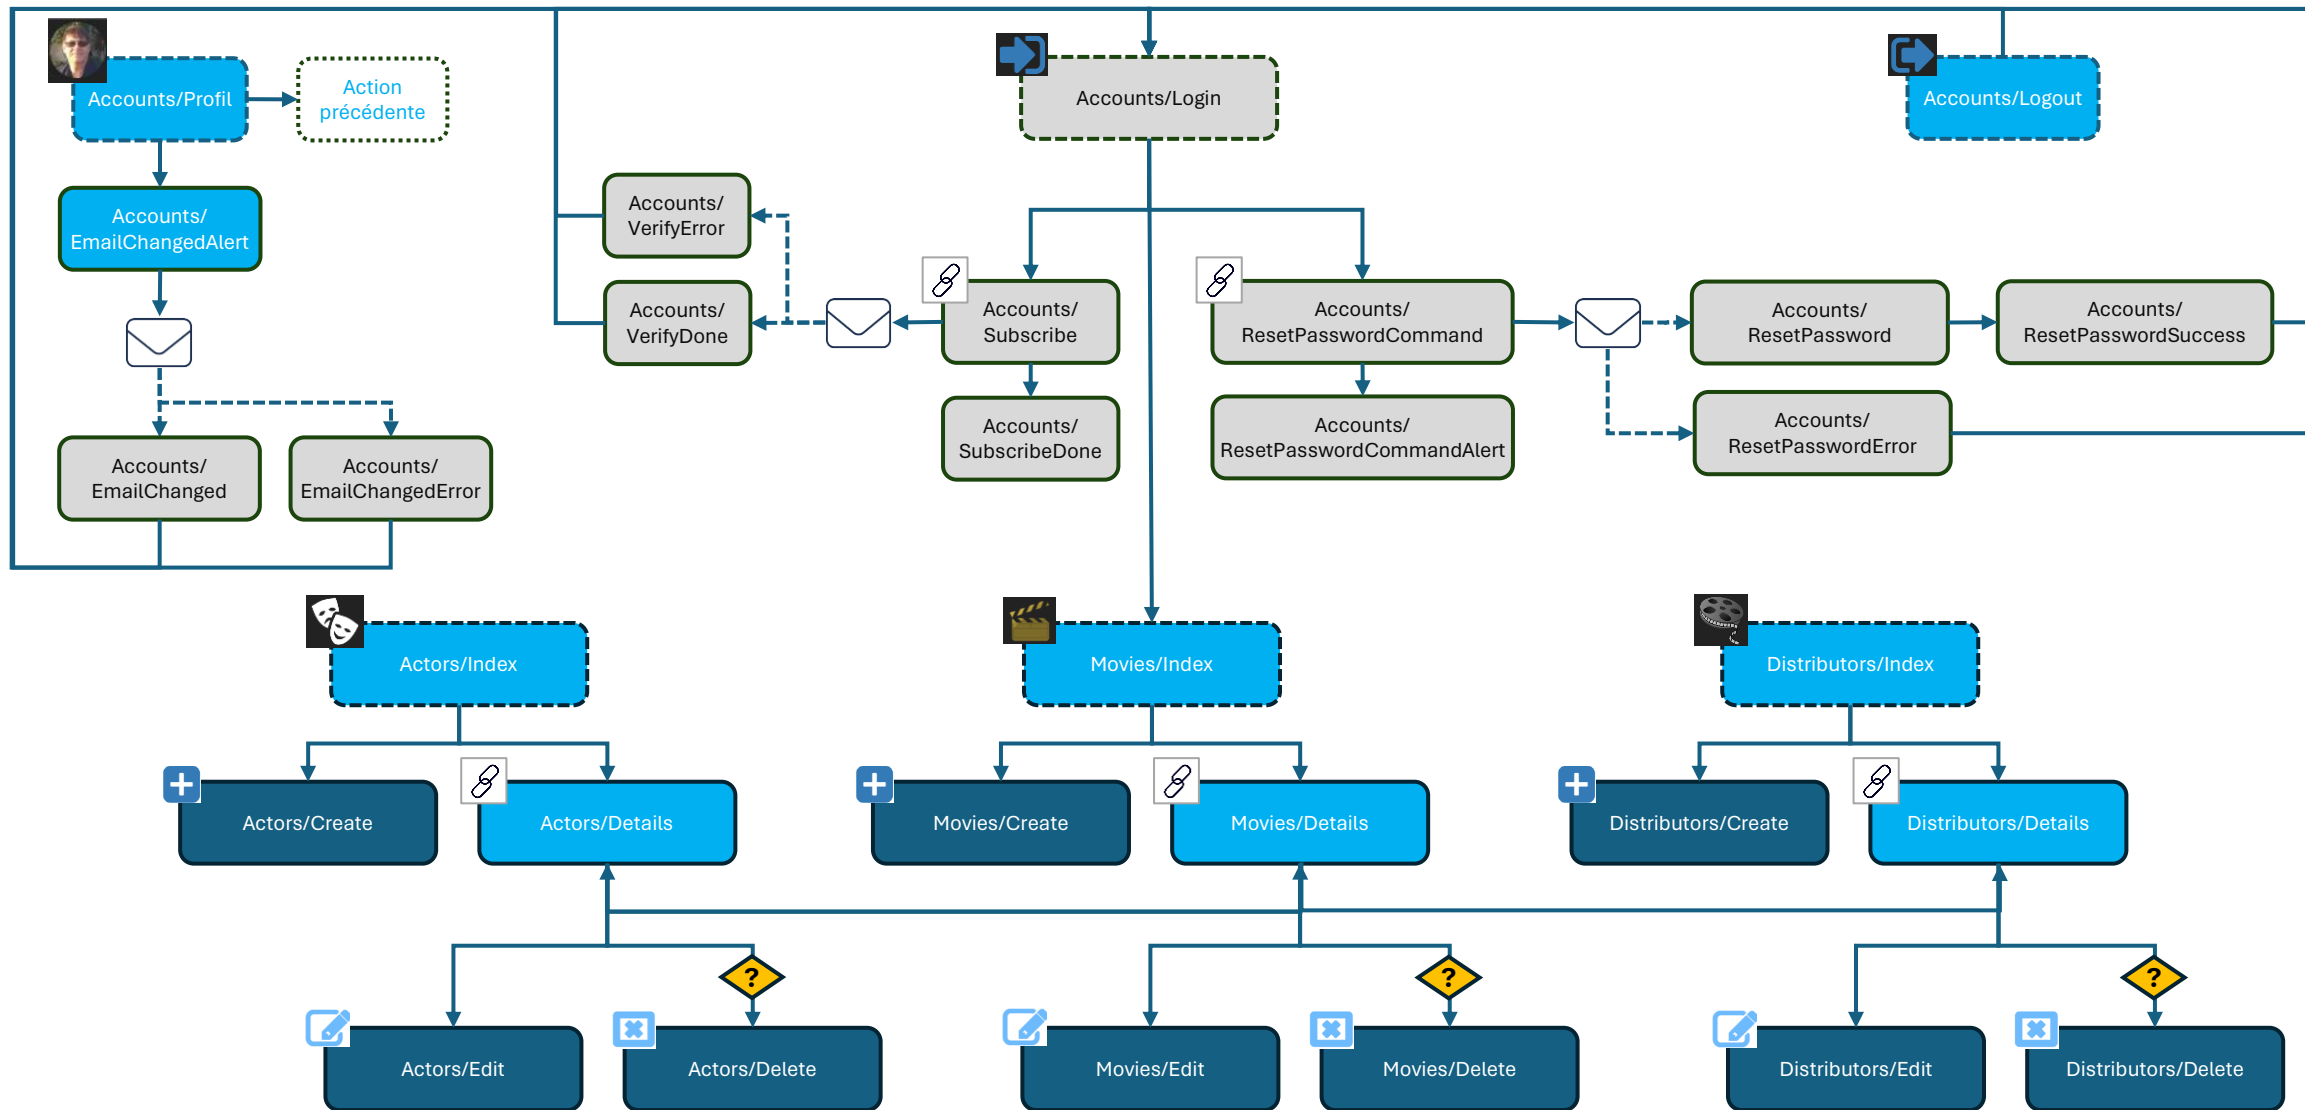 Accounts/Profil
Action
précédente
Accounts/Login
Accounts/Logout
Accounts/
EmailChangedAlert
Accounts/
VerifyError
Accounts/
VerifyDone
Accounts/
Subscribe
Accounts/
ResetPasswordCommand
Accounts/
ResetPassword
Accounts/
ResetPasswordSuccess
Accounts/
SubscribeDone
Accounts/
ResetPasswordCommandAlert
Accounts/
ResetPasswordError
Accounts/
EmailChanged
Accounts/
EmailChangedError
Actors/Index
Movies/Index
Distributors/Index
Actors/Create
Actors/Details
Movies/Create
Movies/Details
Distributors/Create
Distributors/Details
?
?
?
Actors/Edit
Actors/Delete
Movies/Edit
Movies/Delete
Distributors/Edit
Distributors/Delete